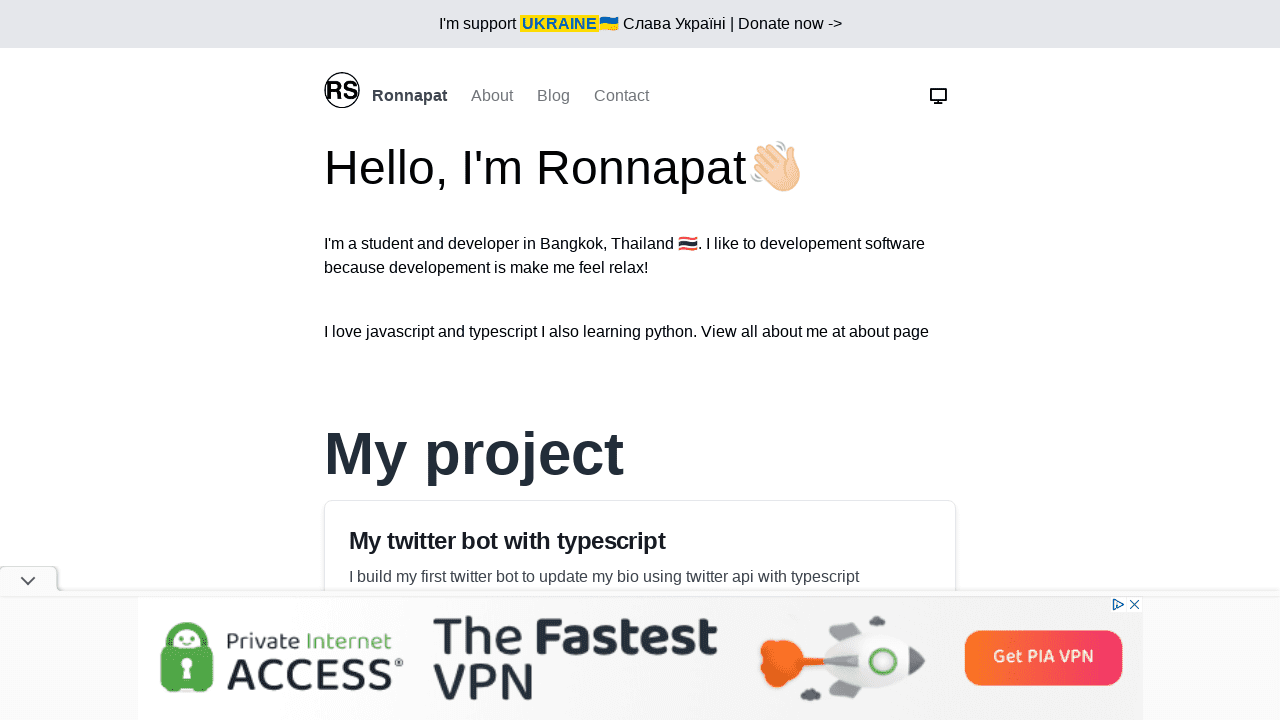 I'm support UKRAINE🇺🇦 Слава Україні | Donate now ->
RS Ronnapat About Blog Contact
Hello, I'm Ronnapat👋🏻
I'm a student and developer in Bangkok, Thailand 🇹🇭. I like to developement software
because developement is make me feel relax!
I love javascript and typescript I also learning python. View all about me at about page
My project
My twitter bot with typescript
I build my first twitter bot to update my bio using twitter api with typescript
Private Internet
ACCESS®
The Fastest
VPN
Get PIA VPN